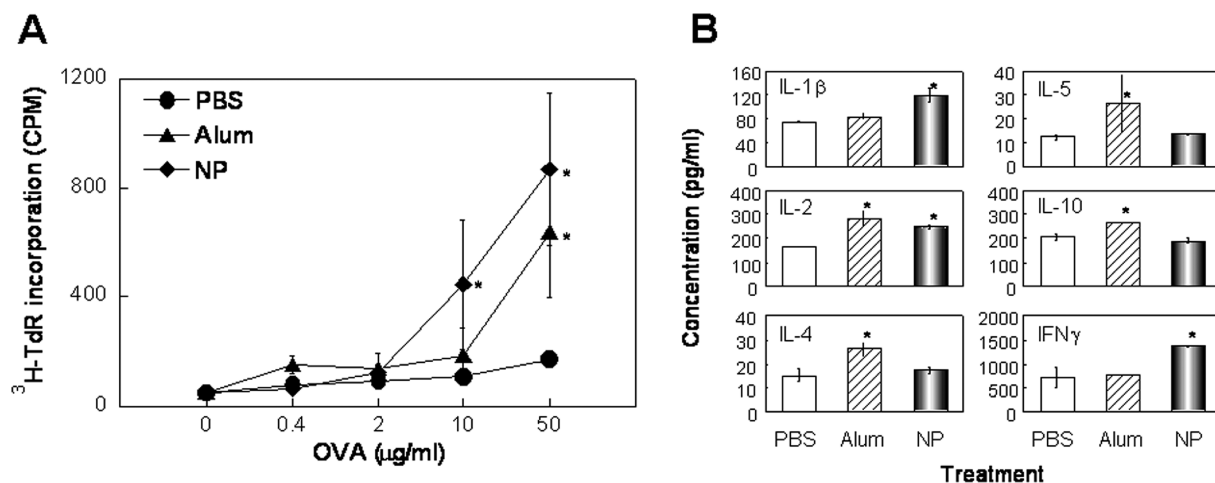 A
³H-TdR incorporation (CPM)
1200
800
400
0
PBS
Alum
NP
*
*
*
0 0.4 2 10 50
OVA (µg/ml)
B
Concentration (pg/ml)
160
120
80
40
0
IL-1β
*
40
30
20
10
0
IL-5
*
400
300
200
100
0
IL-2
* *
400
300
200
100
0
IL-10
*
40
30
20
10
0
IL-4
*
2000
1500
1000
500
0
IFNγ
*
PBS Alum NP
PBS Alum NP
Treatment